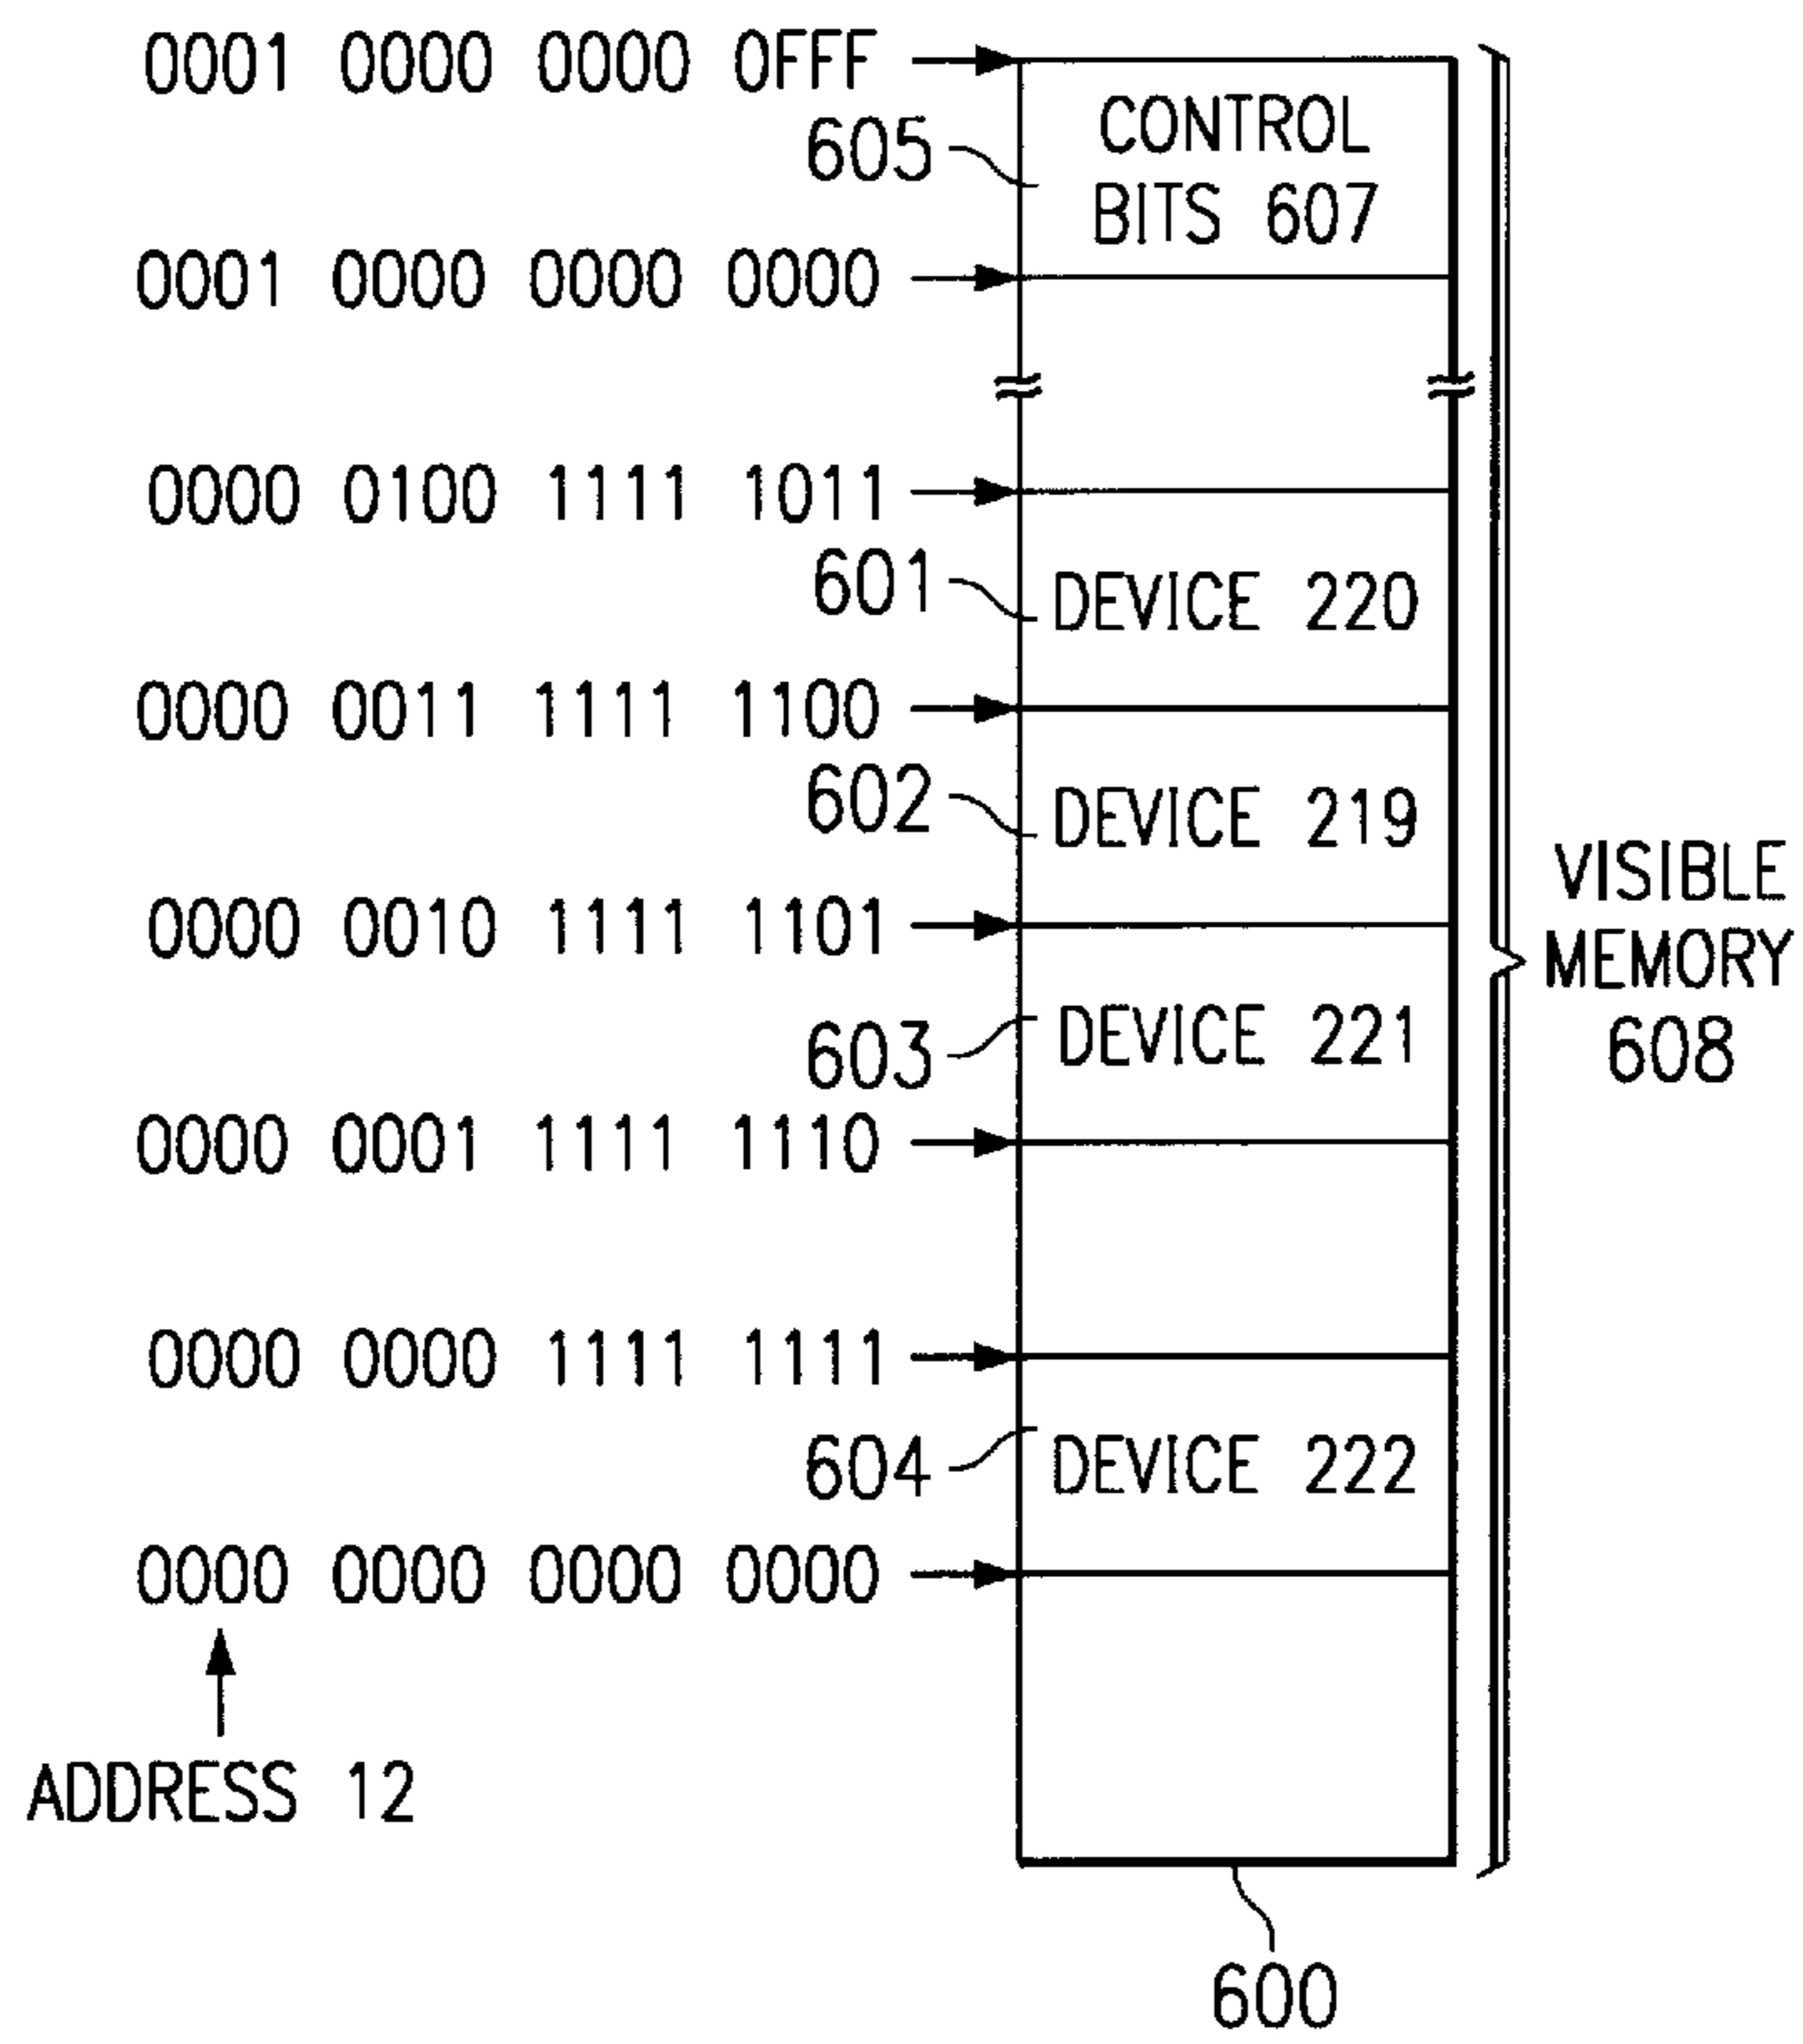 0001 0000 0000 0FFF
CONTROL
605
BITS 607
0001 0000 0000 0000
0000 0100 1111 1011
601
DEVICE 220
0000 0011 1111 1100
602
DEVICE 219
0000 0010 1111 1101
VISIBLE
MEMORY
608
603
DEVICE 221
0000 0001 1111 1110
0000 0000 1111 1111
604
DEVICE 222
0000 0000 0000 0000
ADDRESS 12
600